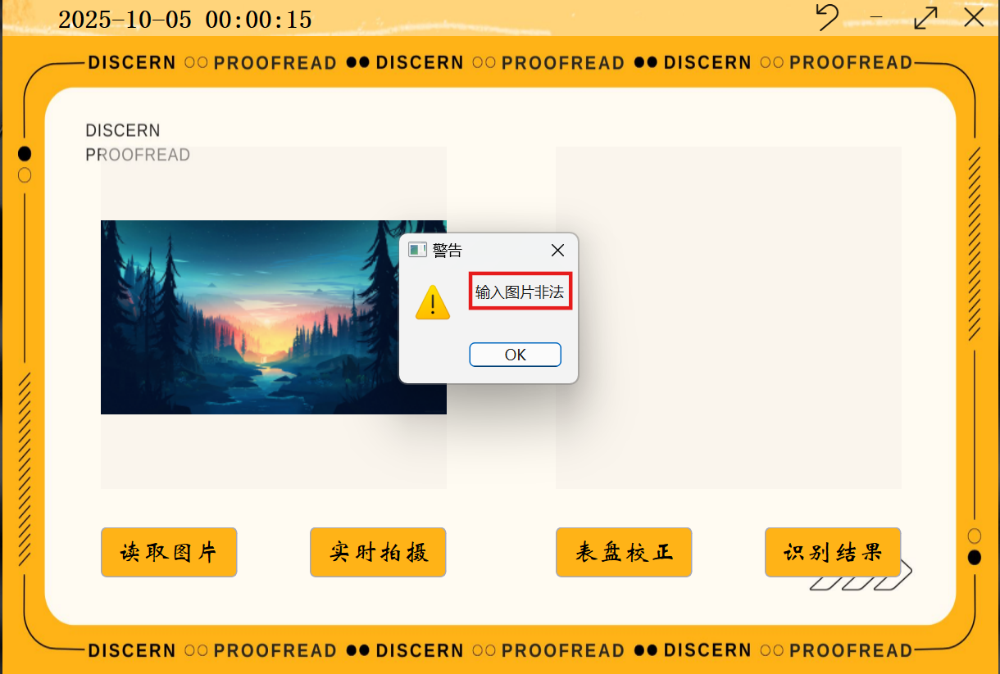 2025-10-05 00:00:15
DISCERN ○○ PROOFREAD ●● DISCERN ○○ PROOFREAD ●● DISCERN ○○ PROOFREAD
DISCERN
PROOFREAD
警告
输入图片非法
OK
读取图片
实时拍摄
表盘校正
识别结果
DISCERN ○○ PROOFREAD ●● DISCERN ○○ PROOFREAD ●● DISCERN ○○ PROOFREAD